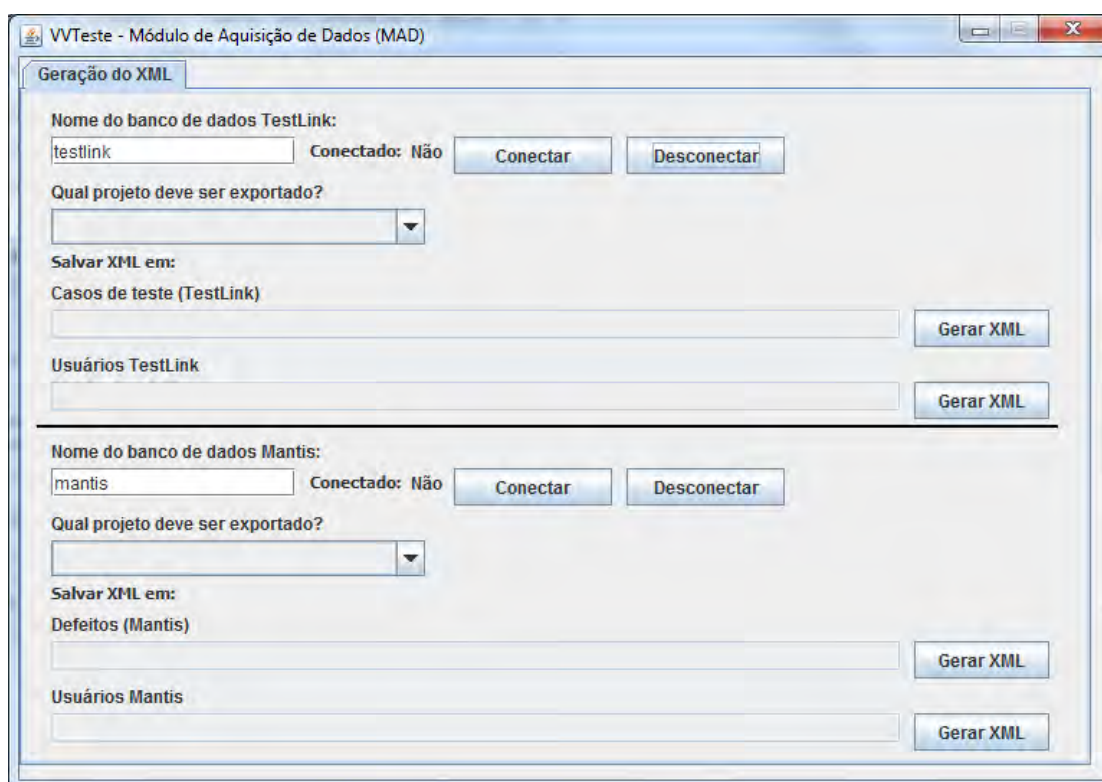 VVTeste - Módulo de Aquisição de Dados (MAD)
Geração do XML
Nome do banco de dados TestLink:
testlink Conectado: Não Conectar Desconectar
Qual projeto deve ser exportado?
Salvar XML em:
Casos de teste (TestLink)
Gerar XML
Usuários TestLink
Gerar XML
Nome do banco de dados Mantis:
mantis Conectado: Não Conectar Desconectar
Qual projeto deve ser exportado?
Salvar XML em:
Defeitos (Mantis)
Gerar XML
Usuários Mantis
Gerar XML